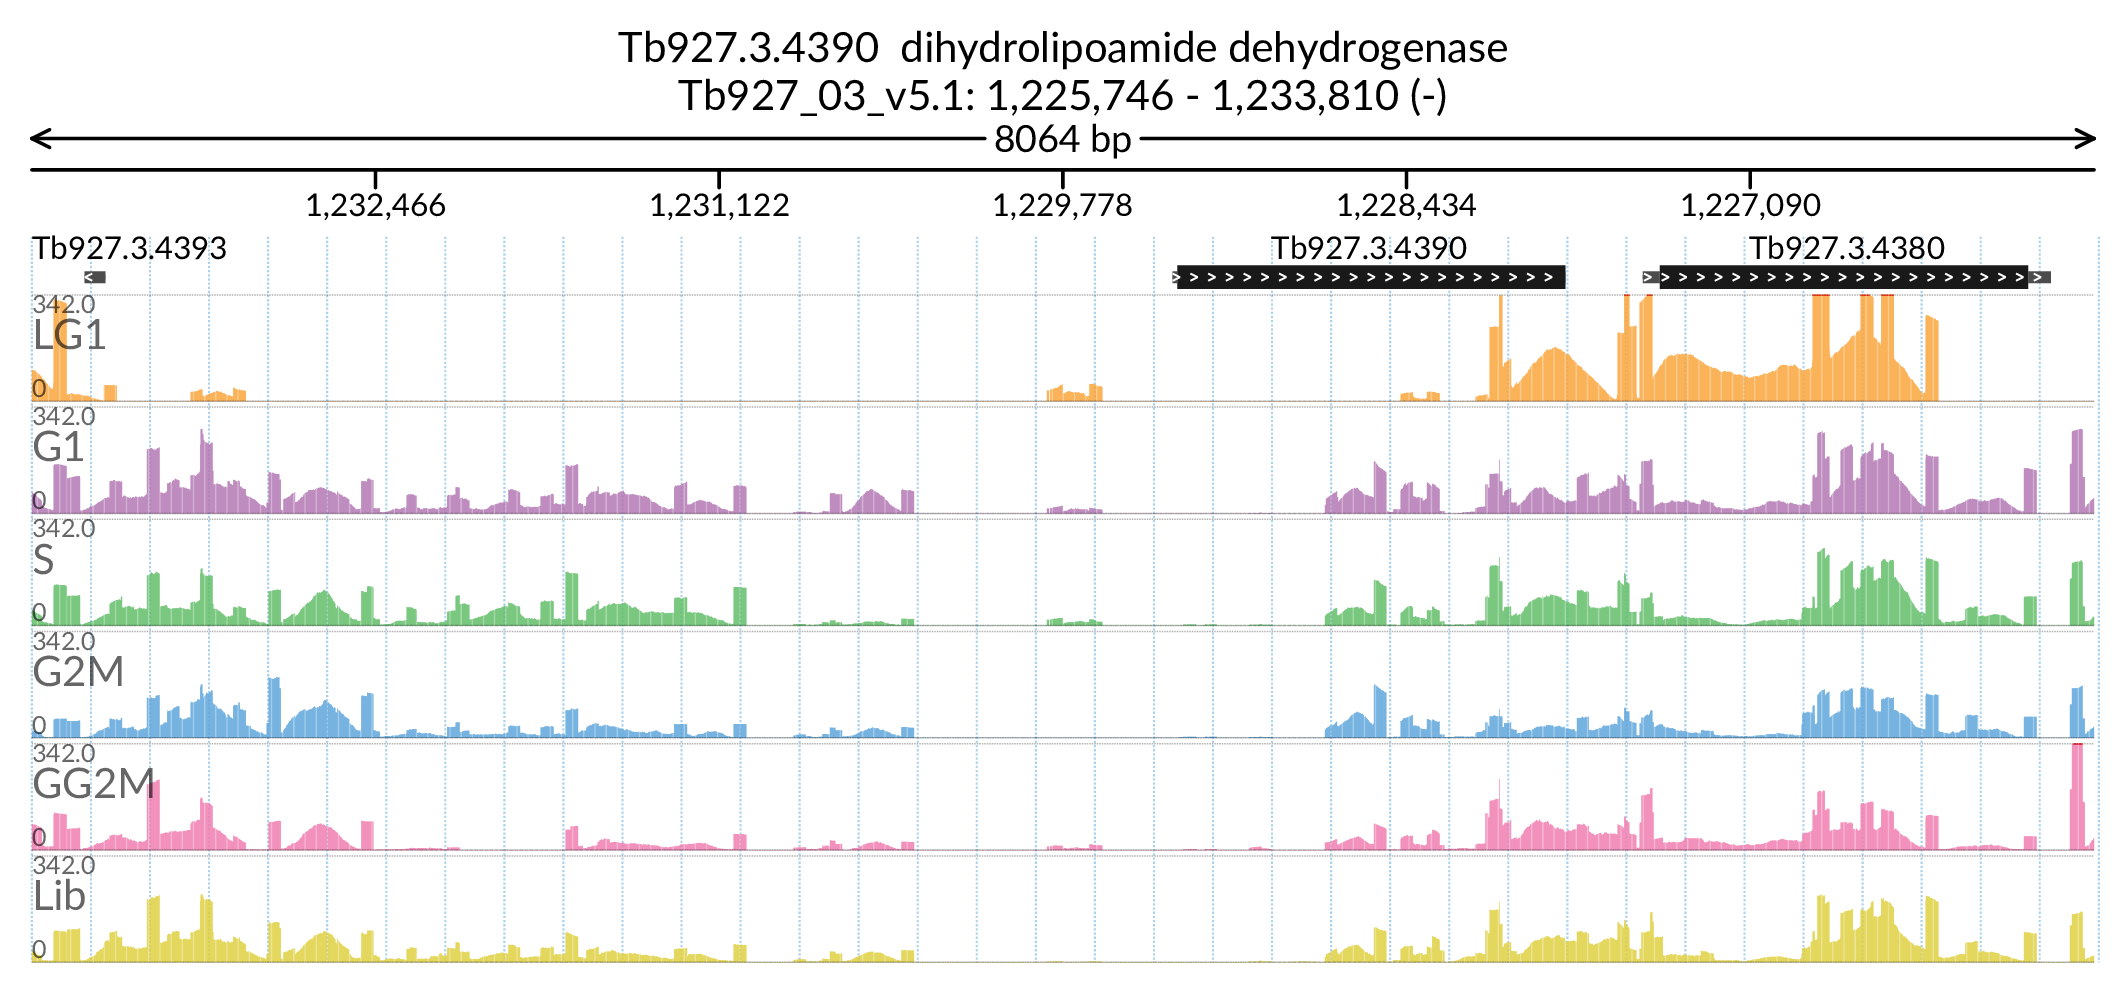 Tb927.3.4390 dihydrolipoamide dehydrogenase
Tb927_03_v5.1: 1,225,746 - 1,233,810 (-)
8064 bp
1,232,466 1,231,122 1,229,778 1,228,434 1,227,090
Tb927.3.4393 Tb927.3.4390 Tb927.3.4380
342.0
LG1
0
342.0
G1
0
342.0
S
0
342.0
G2M
0
342.0
GG2M
0
342.0
Lib
0